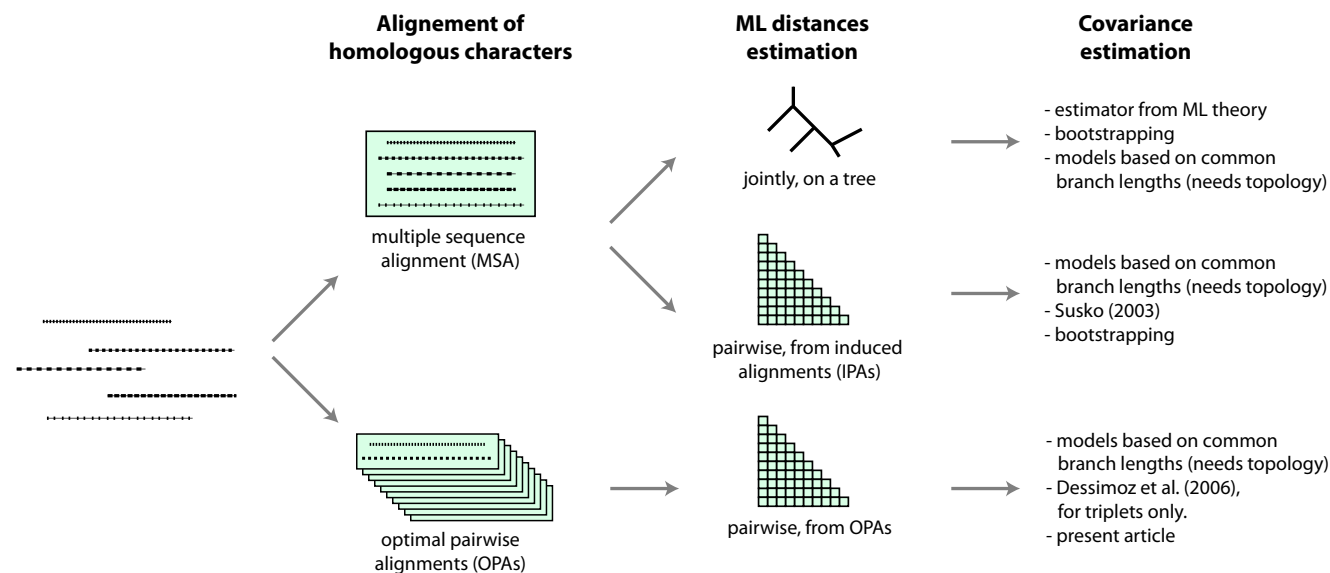 Alignement of
homologous characters
ML distances
estimation
Covariance
estimation
multiple sequence
alignment (MSA)
optimal pairwise
alignments (OPAs)
jointly, on a tree
pairwise, from induced
alignments (IPAs)
pairwise, from OPAs
- estimator from ML theory
- bootstrapping
- models based on common
branch lengths (needs topology)
- models based on common
branch lengths (needs topology)
- Susko (2003)
- bootstrapping
- models based on common
branch lengths (needs topology)
- Dessimoz et al. (2006),
for triplets only.
- present article